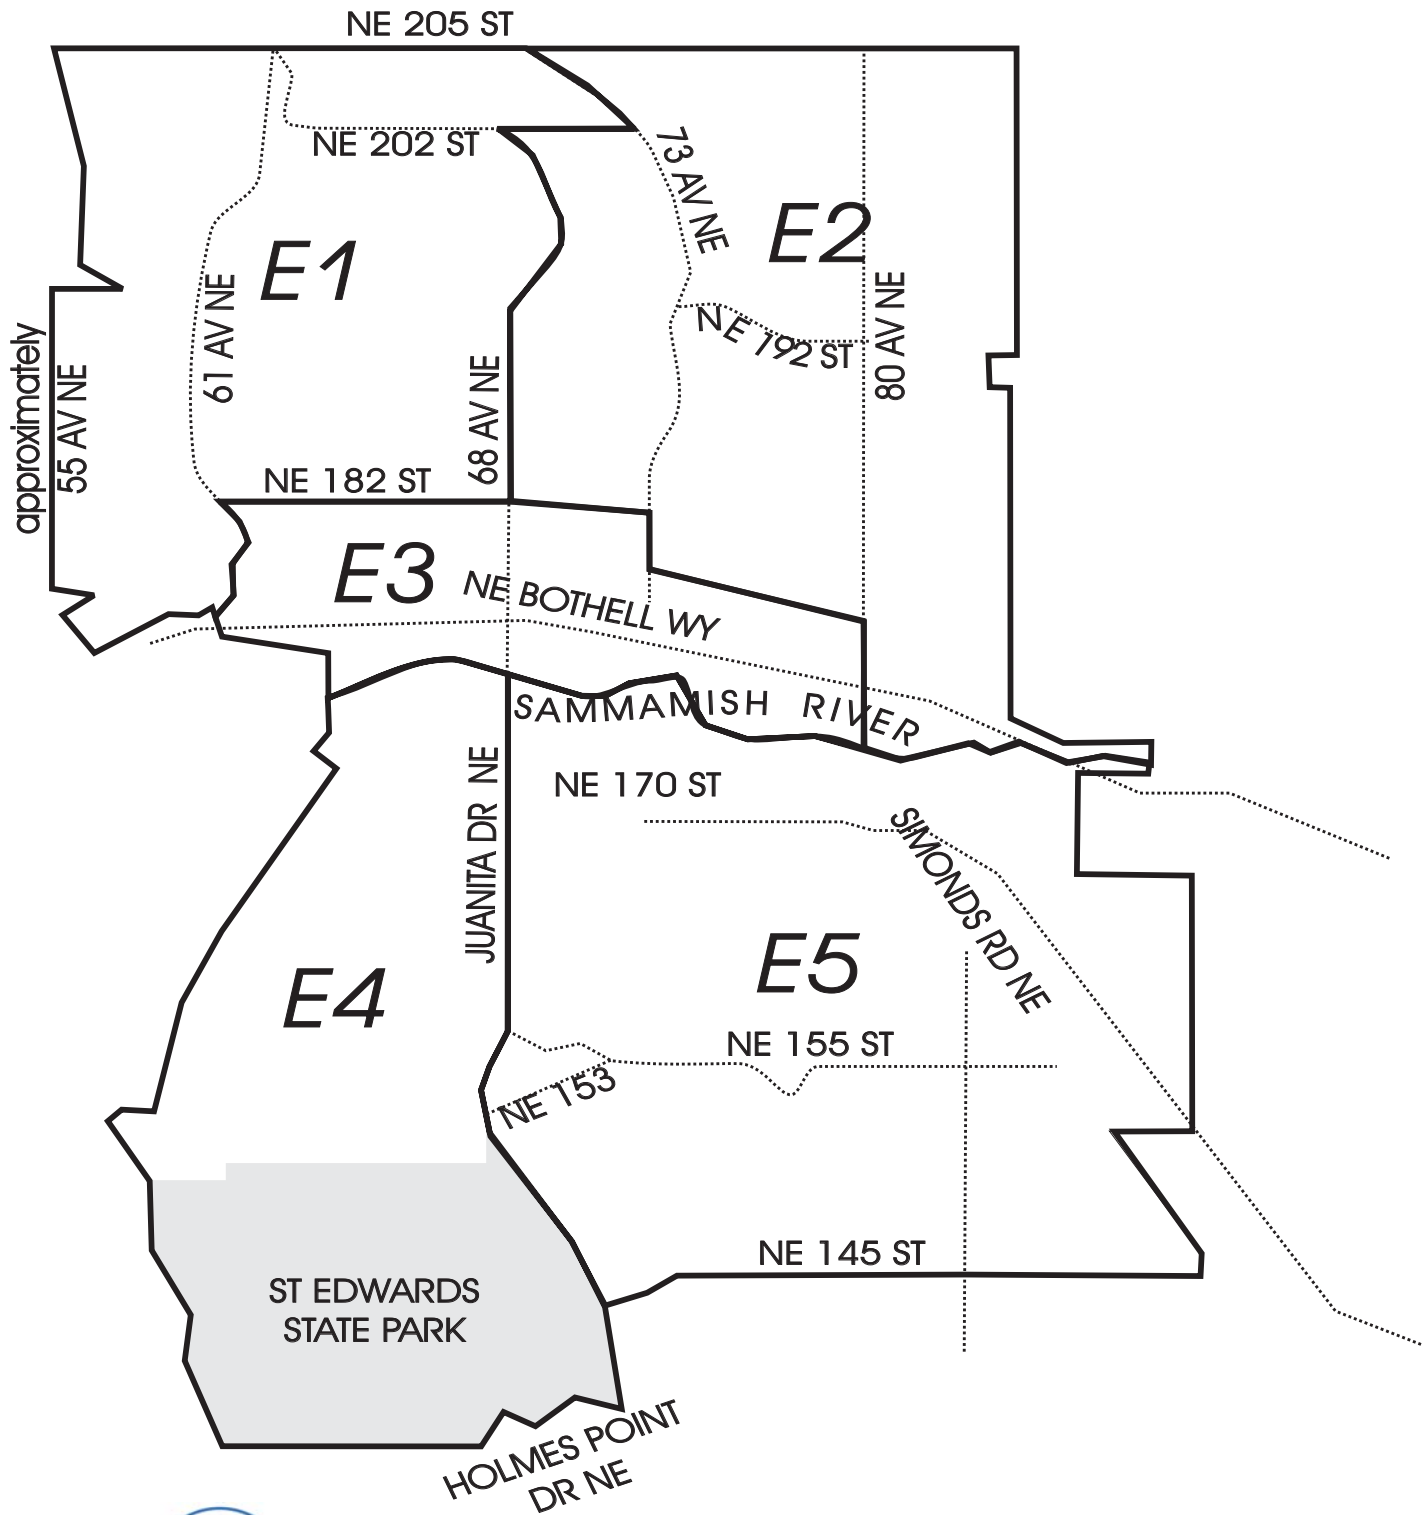 NE 205 ST
NE 202 ST
73 AV NE
E2
E1
61 AV NE
80 AV NE
NE 192 ST
approximately
55 AV NE
68 AV NE
NE 182 ST
E3
NE BOTHELL WY
SAMMAMISH RIVER
JUANITA DR NE
NE 170 ST
SIMONDS RD NE
E5
E4
NE 155 ST
NE 153
NE 145 ST
ST EDWARDS
STATE PARK
HOLMES POINT
DR NE